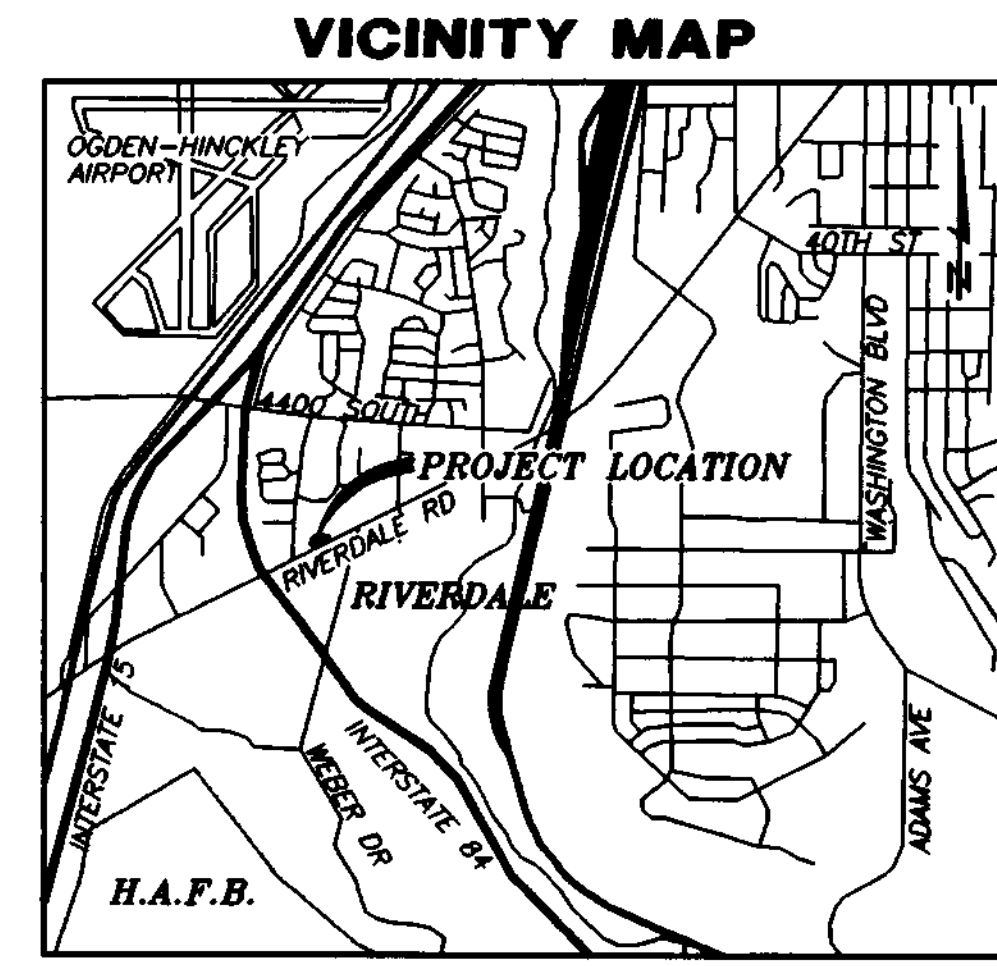 VICINITY MAP
OGDEN-HINCKLEY
AIRPORT
40TH ST
N
WASHINGTON BLVD
4400 SOUTH
PROJECT LOCATION
RIVERDALE RD
RIVERDALE
INTERSTATE 15
INTERSTATE 84
WEBER DR
ADAMS AVE
H.A.F.B.